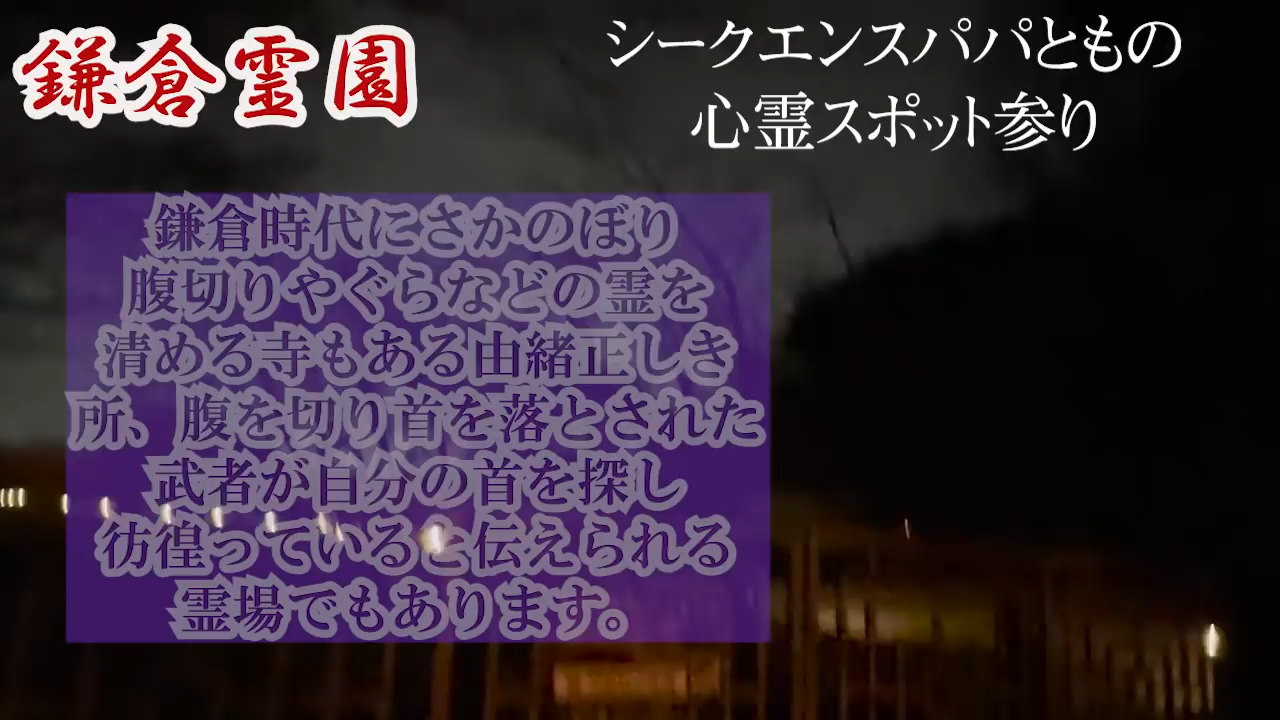 鎌倉霊園
シークエンスパパともの
心霊スポット参り
鎌倉時代にさかのぼり
腹切りやぐらなどの霊を
清める寺もある由緒正しき
所、腹を切り首を落とされた
武者が自分の首を探し
彷徨っていると伝えられる
霊場でもあります。